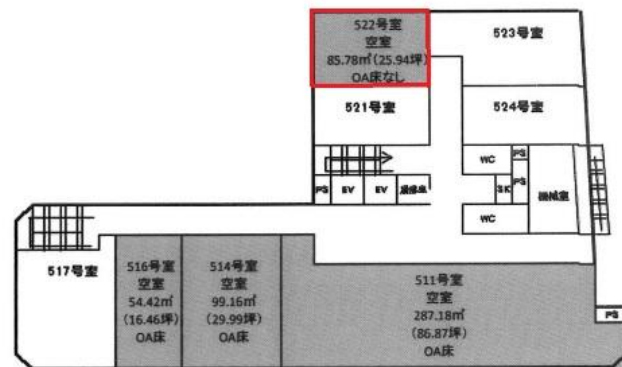 522号室
空室
85.78㎡(25.94坪)
OA床なし
523号室
521号室
524号室
WC
PS
PS
SK
WC
機械室
PS
EV
EV
517号室
516号室
空室
54.42㎡
(16.46坪)
OA床
514号室
空室
99.16㎡
(29.99坪)
OA床
511号室
空室
287.18㎡
(86.87坪)
OA床
PS